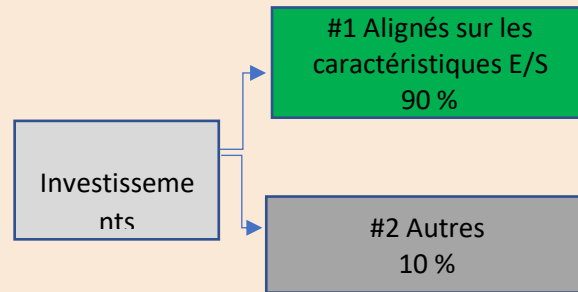 #1 Alignés sur les
caractéristiques E/S
90 %
Investisseme
nts
#2 Autres
10 %